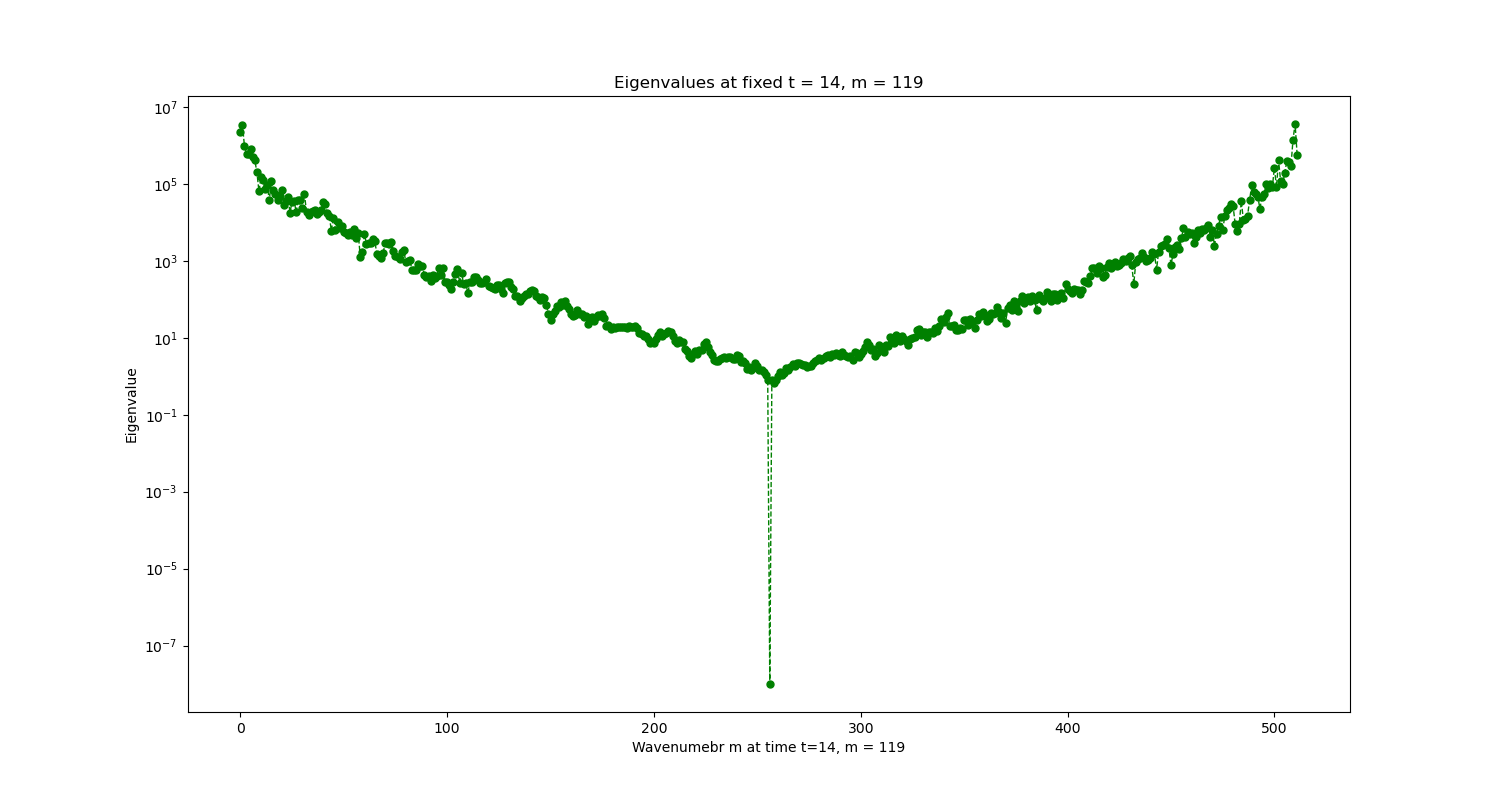 Eigenvalues at fixed t = 14, m = 119
10^7
10^5
10^3
10^1
10^-1
10^-3
10^-5
10^-7
Eigenvalue
0 100 200 300 400 500
Wavenumebr m at time t=14, m = 119